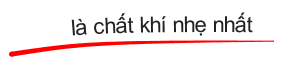 là chất khí nhẹ nhất